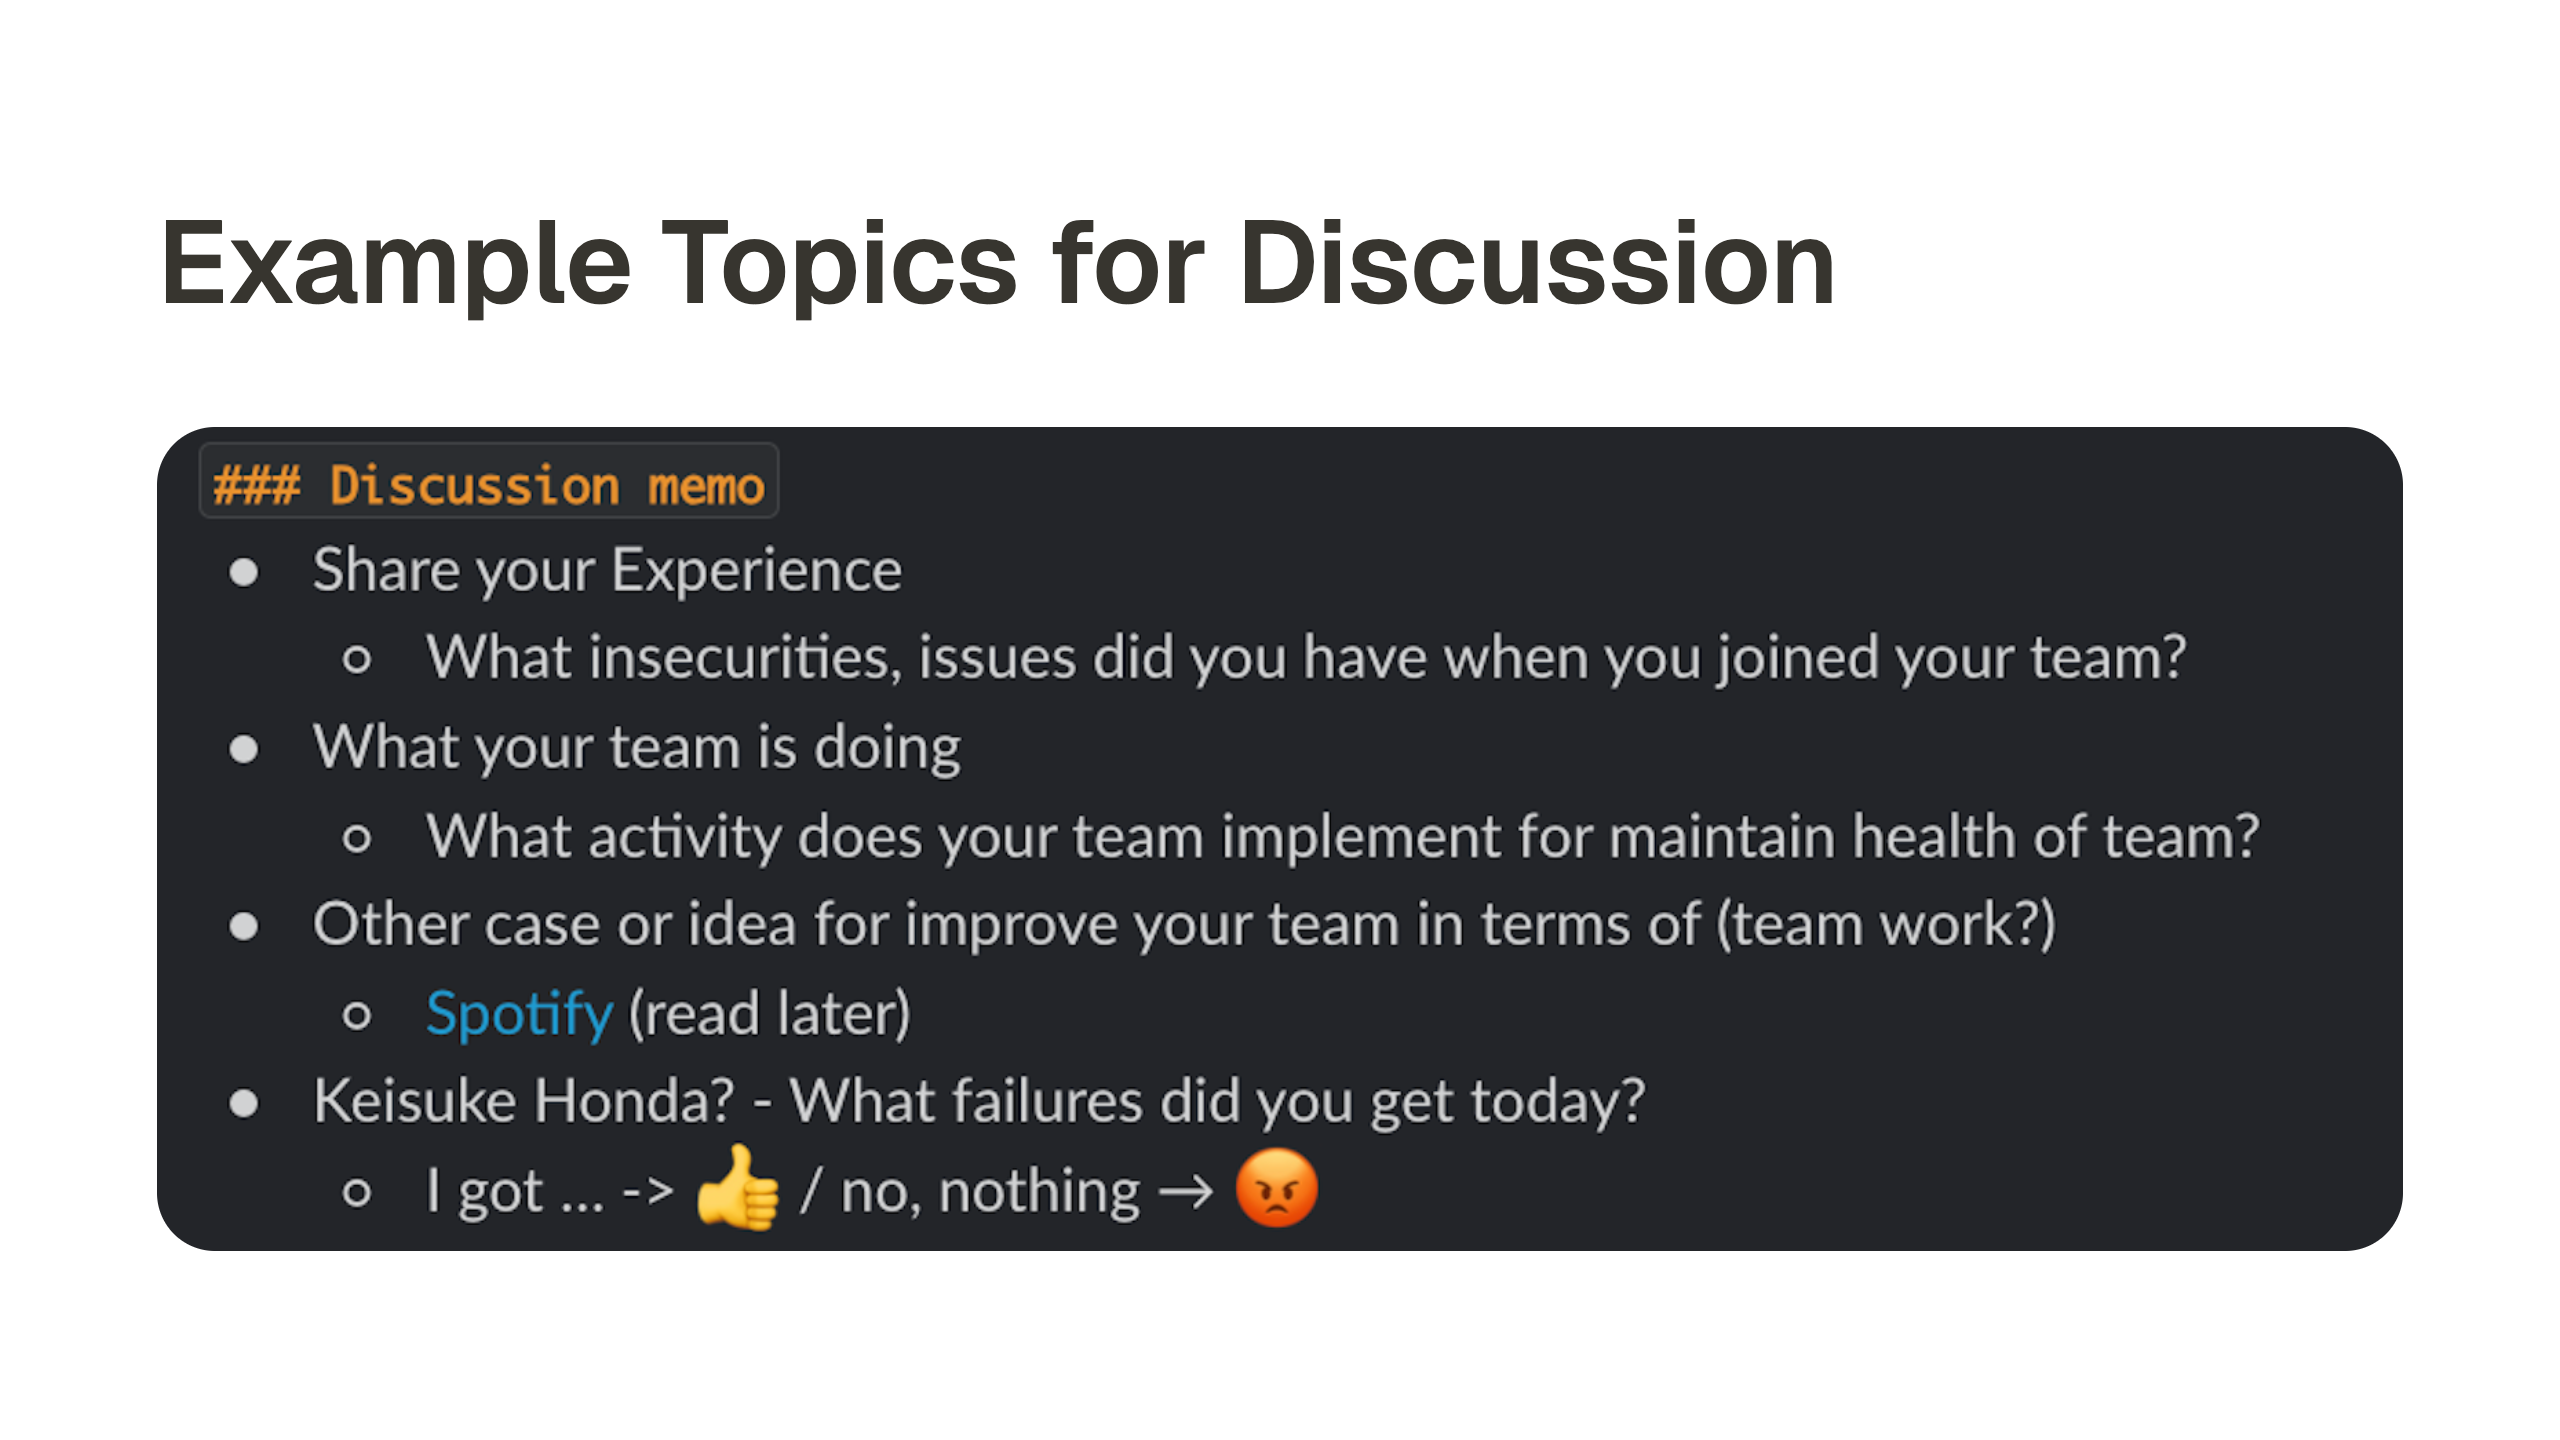 Example Topics for Discussion
### Discussion memo
● Share your Experience
○ What insecurities, issues did you have when you joined your team?
● What your team is doing
○ What activity does your team implement for maintain health of team?
● Other case or idea for improve your team in terms of (team work?)
○ Spotify (read later)
● Keisuke Honda? - What failures did you get today?
○ I got ... -> 👍 / no, nothing → 😡